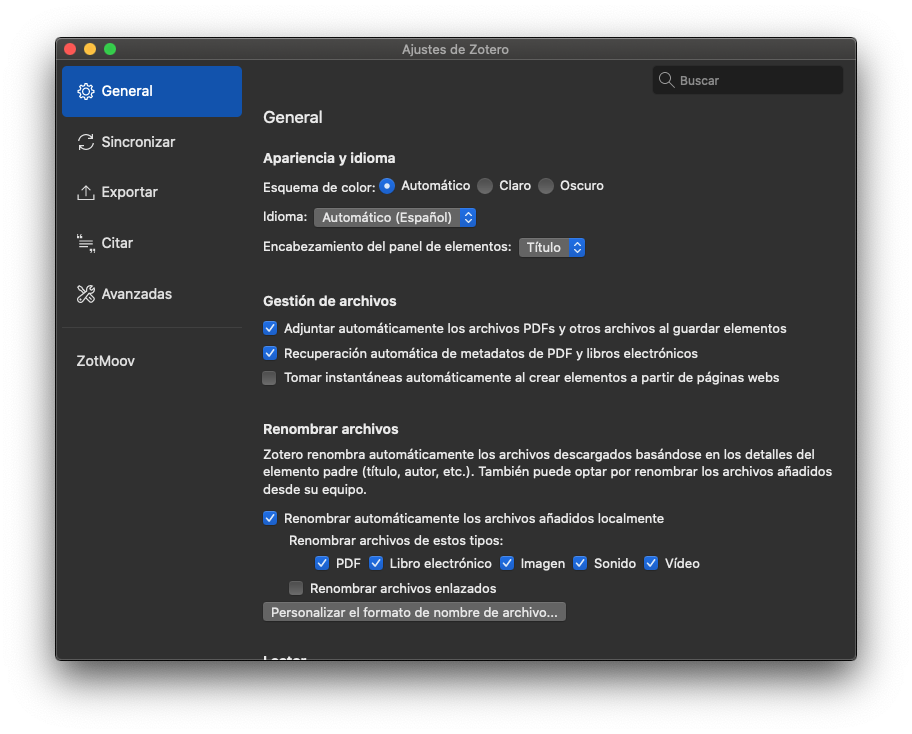 Ajustes de Zotero
General
Sincronizar
Exportar
Citar
Avanzadas
ZotMoov
Buscar
General
Apariencia y idioma
Esquema de color: Automático Claro Oscuro
Idioma: Automático (Español)
Encabezamiento del panel de elementos: Título
Gestión de archivos
Adjuntar automáticamente los archivos PDFs y otros archivos al guardar elementos
Recuperación automática de metadatos de PDF y libros electrónicos
Tomar instantáneas automáticamente al crear elementos a partir de páginas webs
Renombrar archivos
Zotero renombra automáticamente los archivos descargados basándose en los detalles del
elemento padre (título, autor, etc.). También puede optar por renombrar los archivos añadidos
desde su equipo.
Renombrar automáticamente los archivos añadidos localmente
Renombrar archivos de estos tipos:
PDF Libro electrónico Imagen Sonido Vídeo
Renombrar archivos enlazados
Personalizar el formato de nombre de archivo...